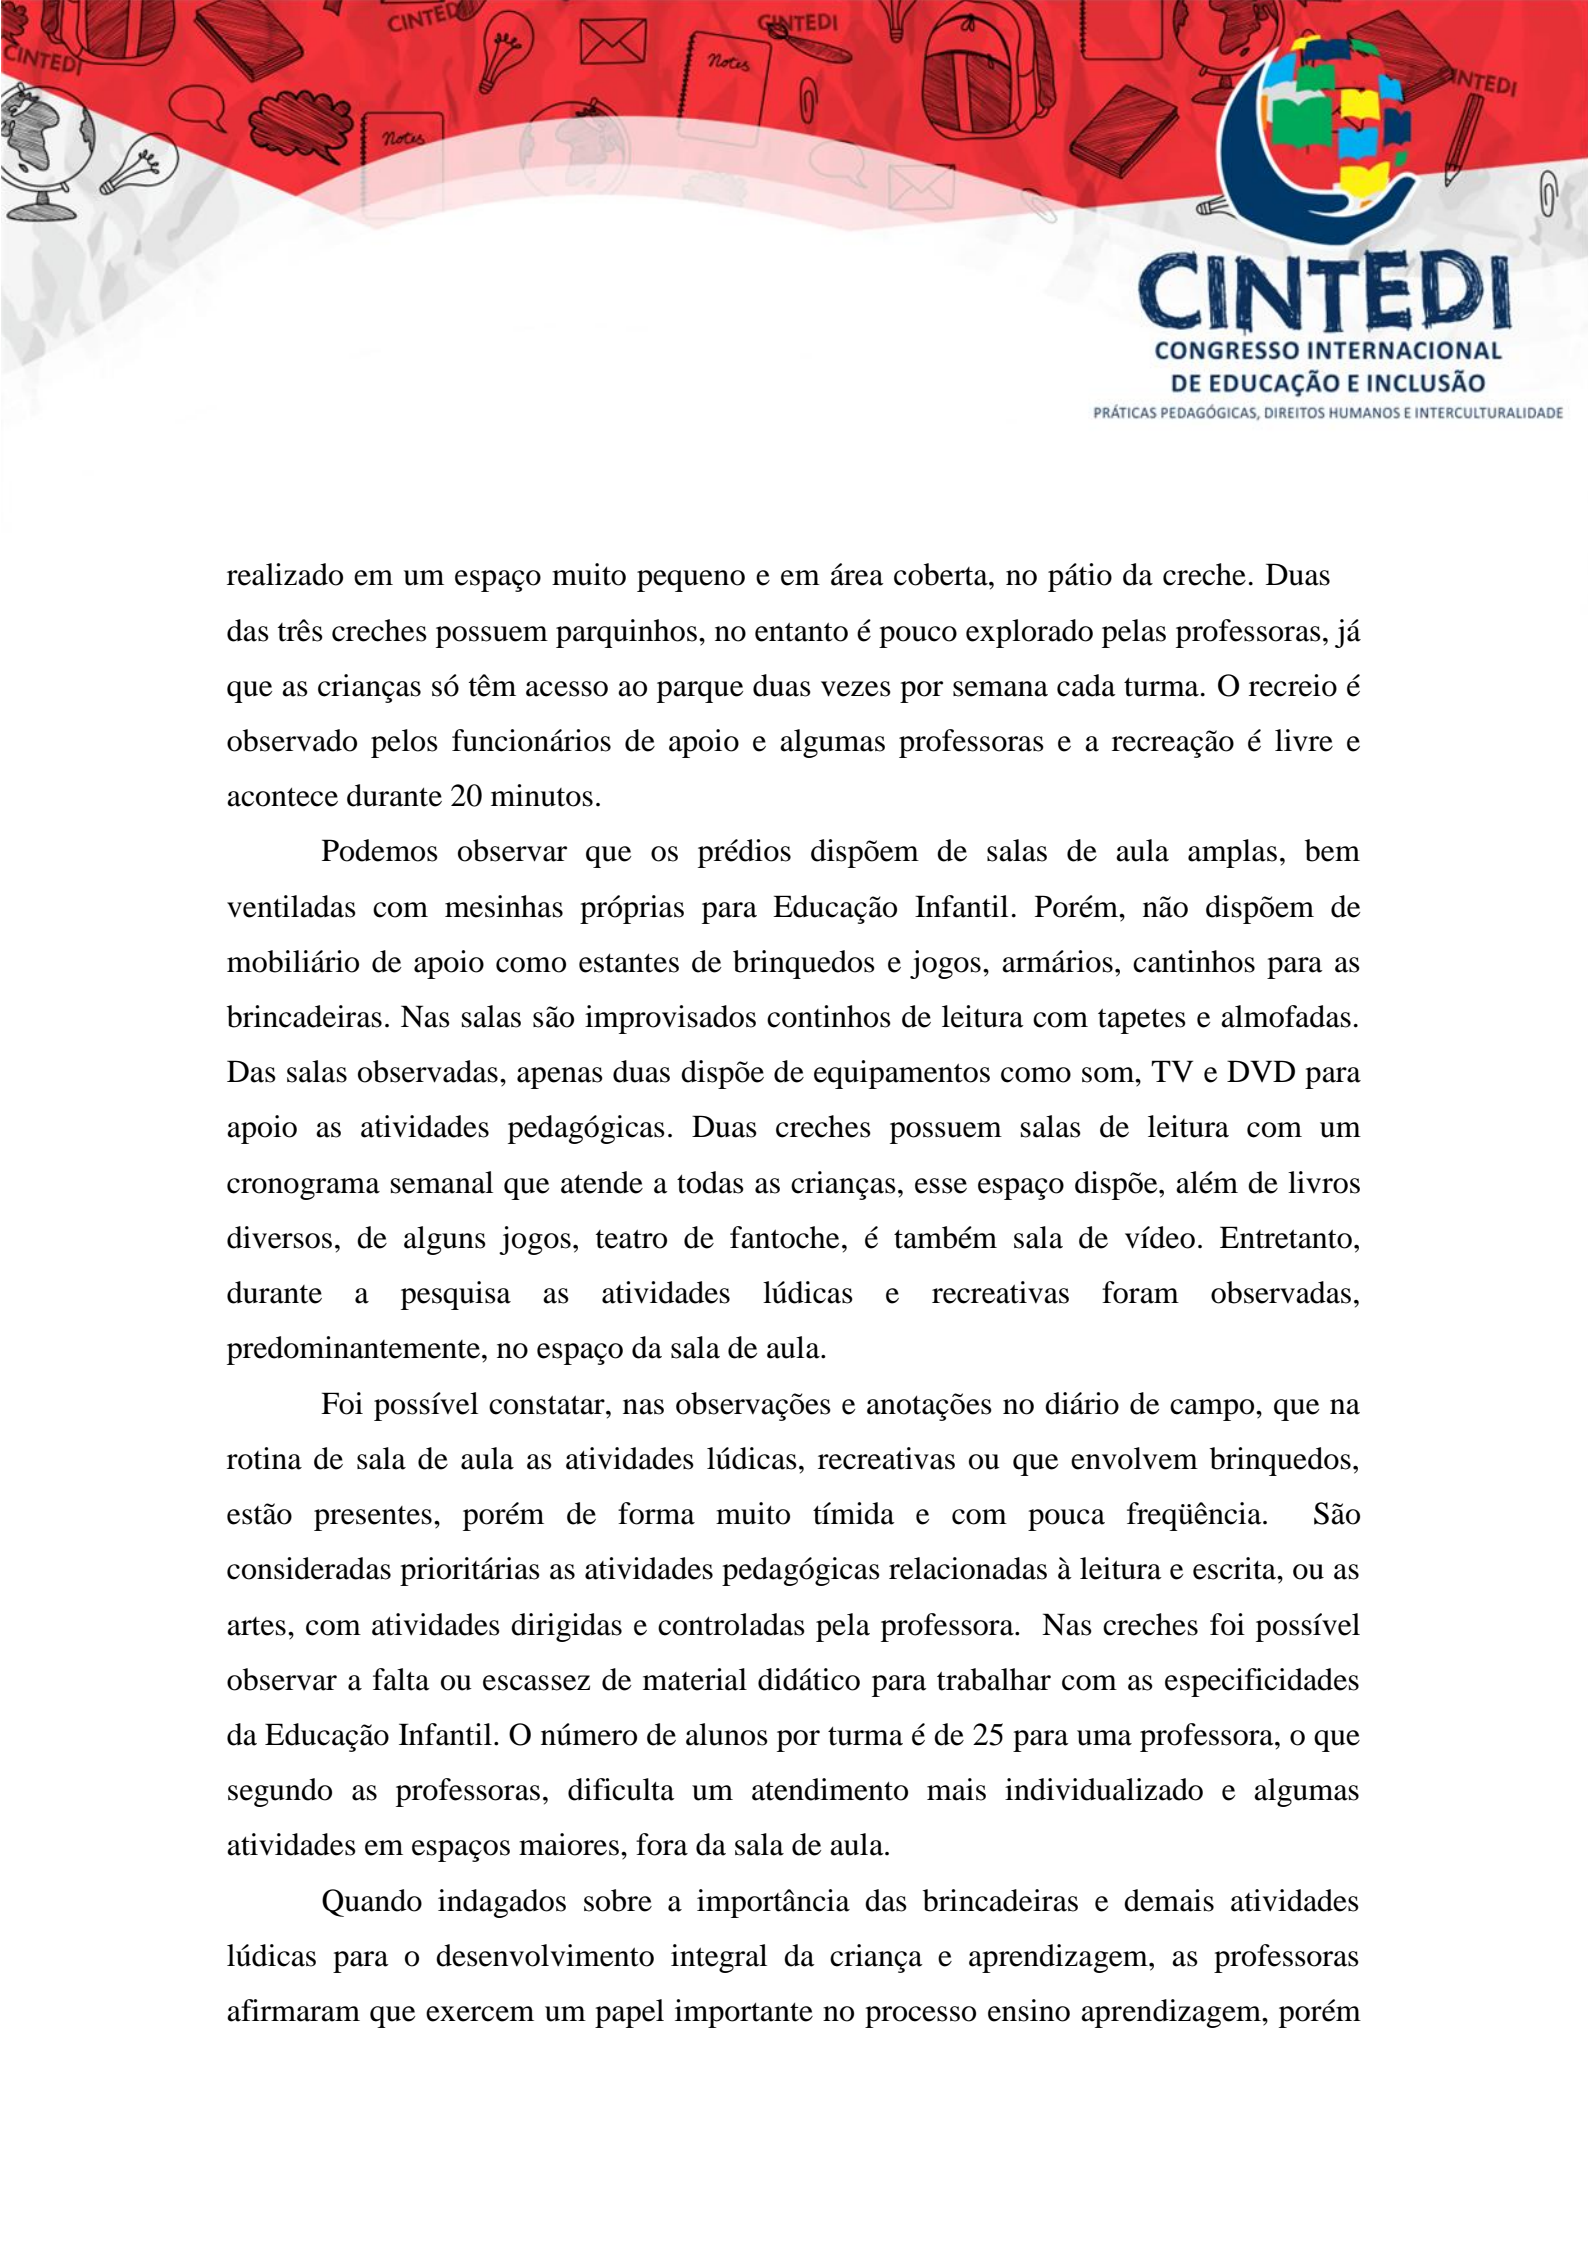 CINTEDI
CINTEDI
CINTEDI
CINTEDI
Notes
Notes
CINTEDI
CONGRESSO INTERNACIONAL
DE EDUCAÇÃO E INCLUSÃO
PRÁTICAS PEDAGÓGICAS, DIREITOS HUMANOS E INTERCULTURALIDADE
realizado em um espaço muito pequeno e em área coberta, no pátio da creche. Duas
das três creches possuem parquinhos, no entanto é pouco explorado pelas professoras, já
que as crianças só têm acesso ao parque duas vezes por semana cada turma. O recreio é
observado pelos funcionários de apoio e algumas professoras e a recreação é livre e
acontece durante 20 minutos.
Podemos observar que os prédios dispõem de salas de aula amplas, bem
ventiladas com mesinhas próprias para Educação Infantil. Porém, não dispõem de
mobiliário de apoio como estantes de brinquedos e jogos, armários, cantinhos para as
brincadeiras. Nas salas são improvisados continhos de leitura com tapetes e almofadas.
Das salas observadas, apenas duas dispõe de equipamentos como som, TV e DVD para
apoio as atividades pedagógicas. Duas creches possuem salas de leitura com um
cronograma semanal que atende a todas as crianças, esse espaço dispõe, além de livros
diversos, de alguns jogos, teatro de fantoche, é também sala de vídeo. Entretanto,
durante a pesquisa as atividades lúdicas e recreativas foram observadas,
predominantemente, no espaço da sala de aula.
Foi possível constatar, nas observações e anotações no diário de campo, que na
rotina de sala de aula as atividades lúdicas, recreativas ou que envolvem brinquedos,
estão presentes, porém de forma muito tímida e com pouca freqüência. São
consideradas prioritárias as atividades pedagógicas relacionadas à leitura e escrita, ou as
artes, com atividades dirigidas e controladas pela professora. Nas creches foi possível
observar a falta ou escassez de material didático para trabalhar com as especificidades
da Educação Infantil. O número de alunos por turma é de 25 para uma professora, o que
segundo as professoras, dificulta um atendimento mais individualizado e algumas
atividades em espaços maiores, fora da sala de aula.
Quando indagados sobre a importância das brincadeiras e demais atividades
lúdicas para o desenvolvimento integral da criança e aprendizagem, as professoras
afirmaram que exercem um papel importante no processo ensino aprendizagem, porém